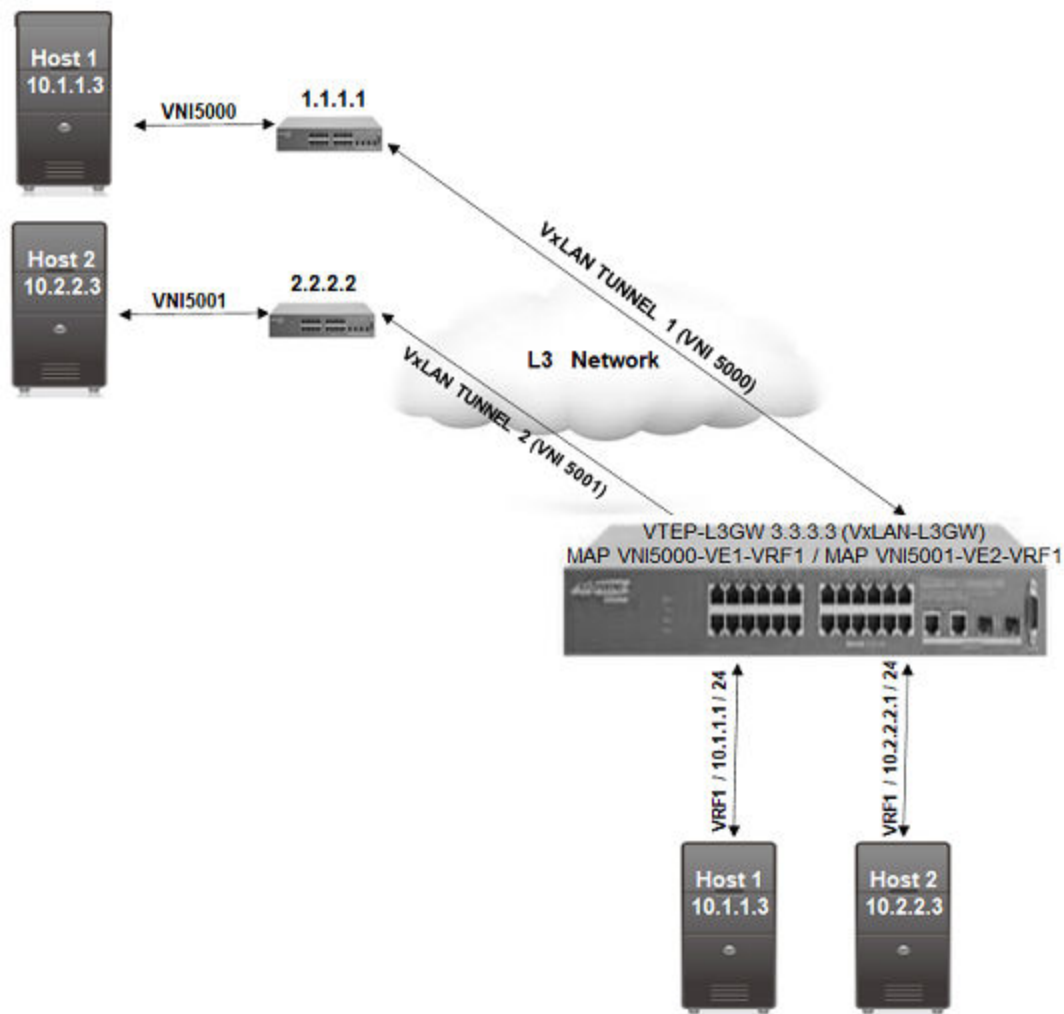 Host 1
10.1.1.3
VNI5000
1.1.1.1
Host 2
10.2.2.3
VNI5001
2.2.2.2
VxLAN TUNNEL 1 (VNI 5000)
L3 Network
VxLAN TUNNEL 2 (VNI 5001)
VTEP-L3GW 3.3.3.3 (VxLAN-L3GW)
MAP VNI5000-VE1-VRF1 / MAP VNI5001-VE2-VRF1
VRF1 / 10.1.1.1 / 24
VRF1 / 10.2.2.2.1 / 24
Host 1
10.1.1.3
Host 2
10.2.2.3